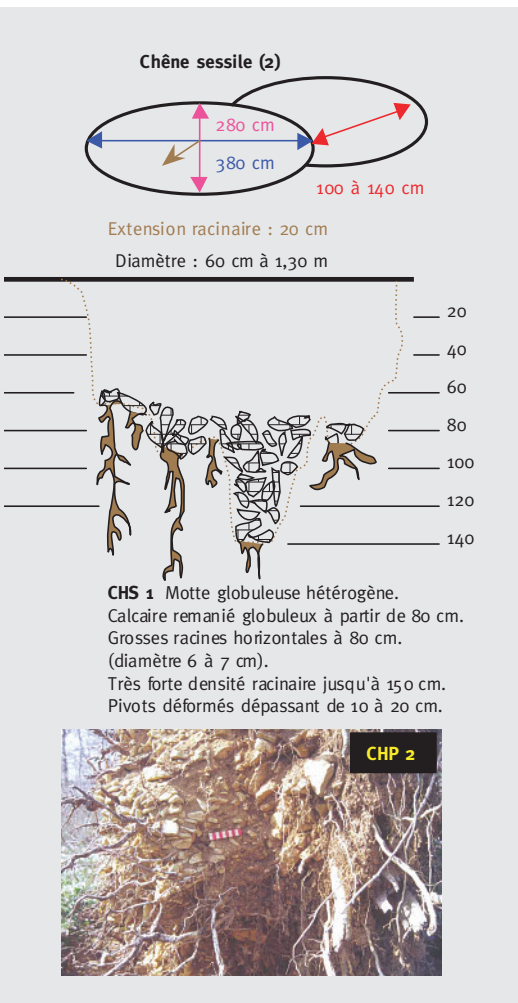 Chêne sessile (2)
280 cm
380 cm
100 à 140 cm
Extension racinaire : 20 cm
Diamètre : 60 cm à 1,30 m
20
40
60
80
100
120
140
CHS 1 Motte globuleuse hétérogène.
Calcaire remanié globuleux à partir de 80 cm.
Grosses racines horizontales à 80 cm.
(diamètre 6 à 7 cm).
Très forte densité racinaire jusqu'à 150 cm.
Pivots déformés dépassant de 10 à 20 cm.
CHP 2